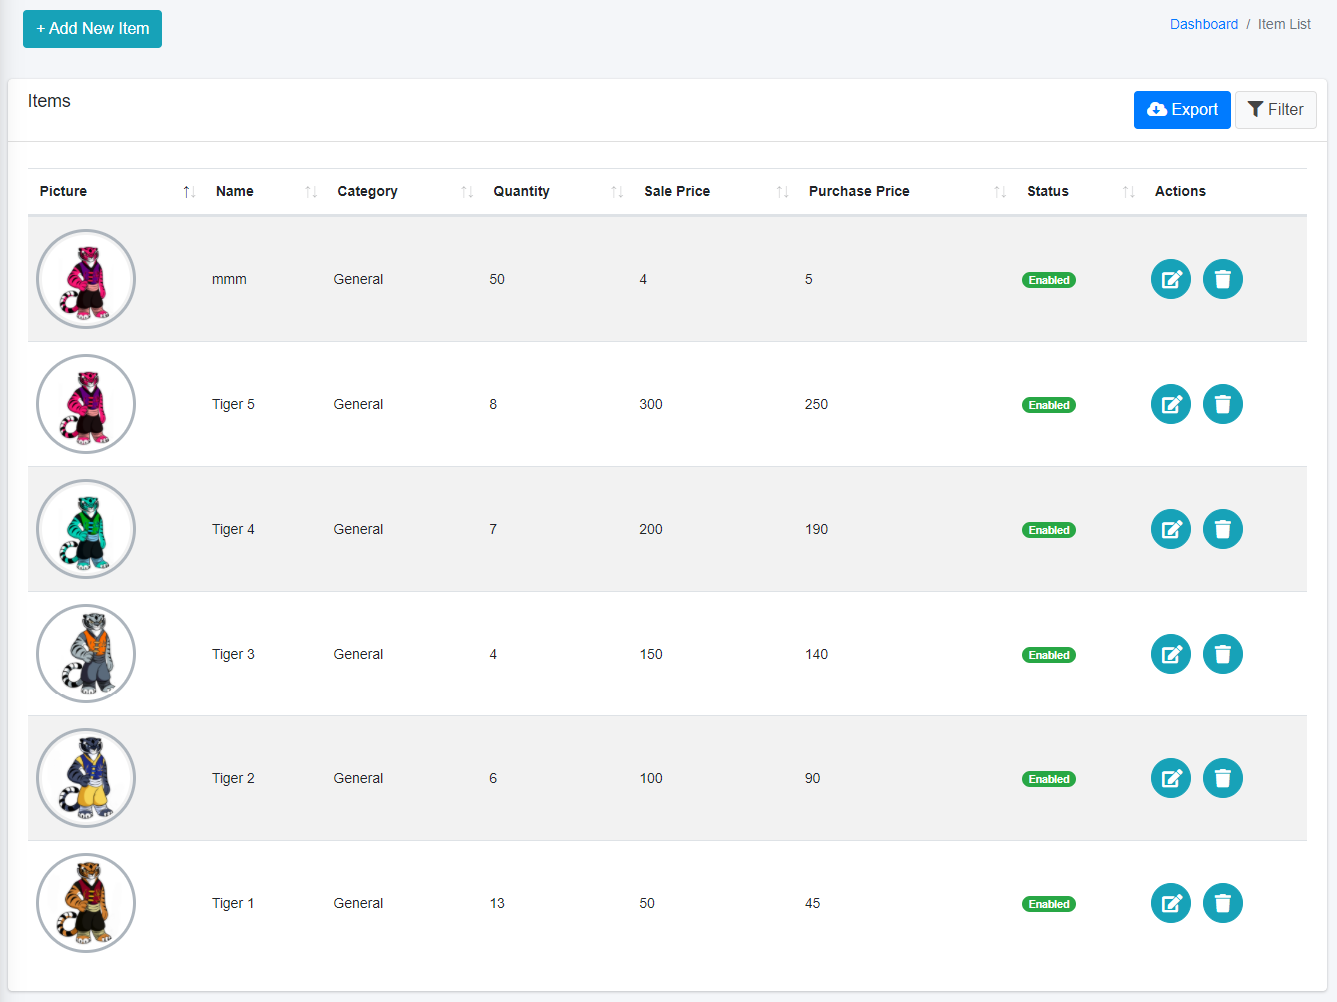 + Add New Item
Dashboard / Item List
Items
Export
Filter
Picture Name Category Quantity Sale Price Purchase Price Status Actions
mmm General 50 4 5 Enabled
Tiger 5 General 8 300 250 Enabled
Tiger 4 General 7 200 190 Enabled
Tiger 3 General 4 150 140 Enabled
Tiger 2 General 6 100 90 Enabled
Tiger 1 General 13 50 45 Enabled